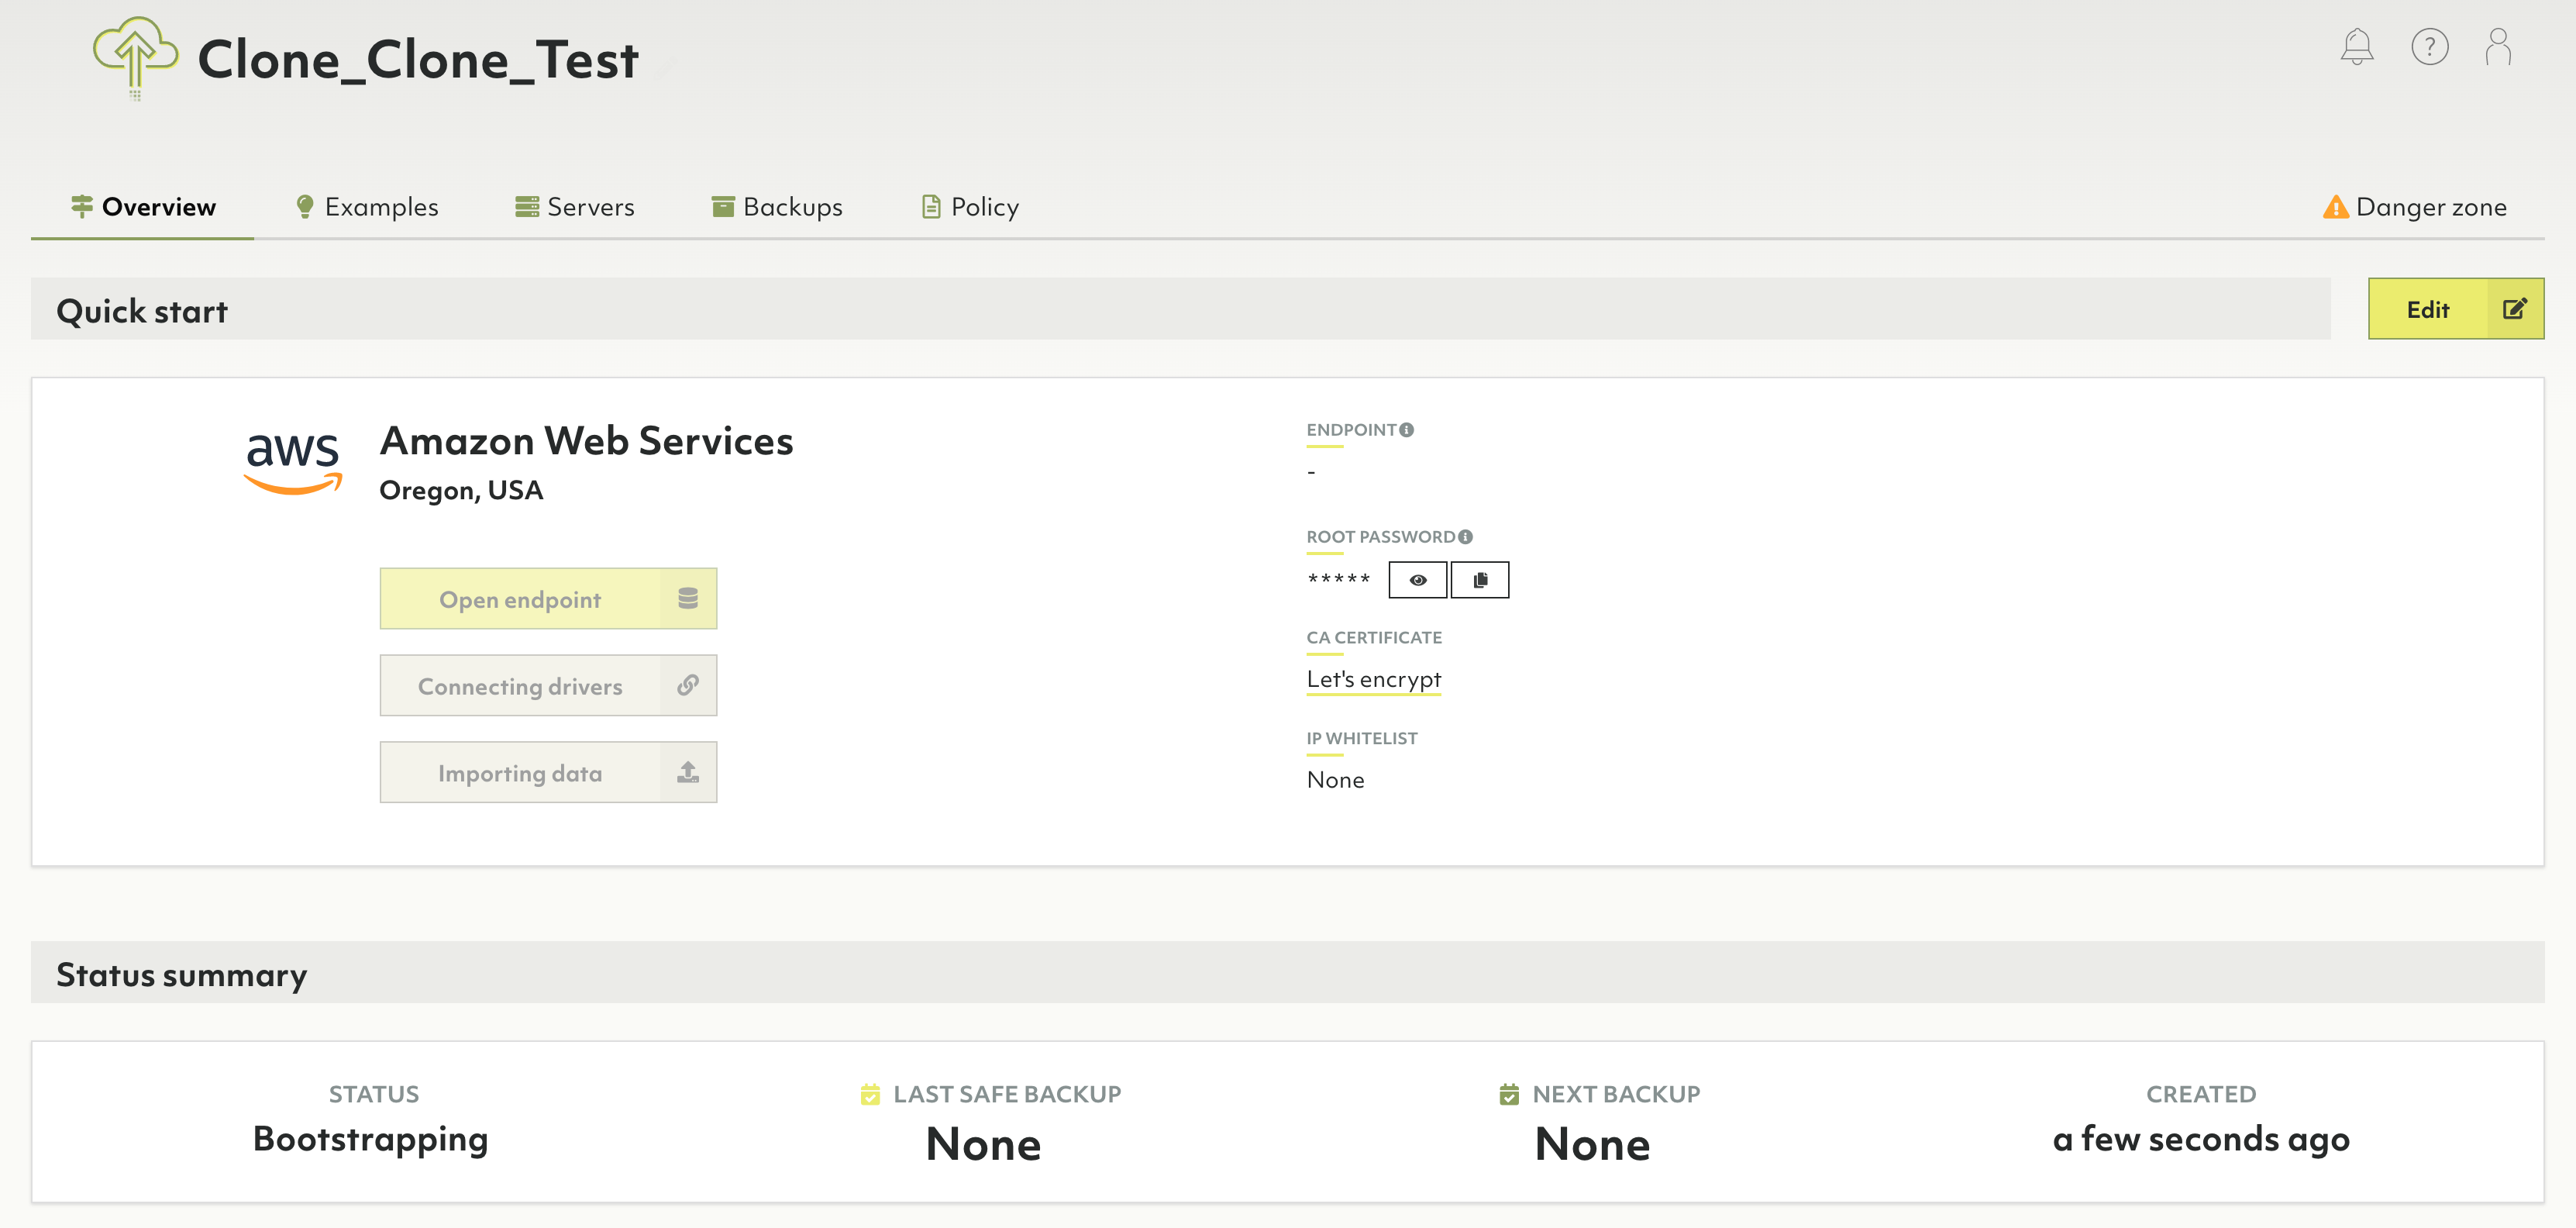 Clone_Clone_Test
?
Overview
Examples
Servers
Backups
Policy
Danger zone
Quick start
Edit
aws
Amazon Web Services
Oregon, USA
Open endpoint
Connecting drivers
Importing data
ENDPOINT
-
ROOT PASSWORD
*****
CA CERTIFICATE
Let's encrypt
IP WHITELIST
None
Status summary
STATUS
Bootstrapping
LAST SAFE BACKUP
None
NEXT BACKUP
None
CREATED
a few seconds ago